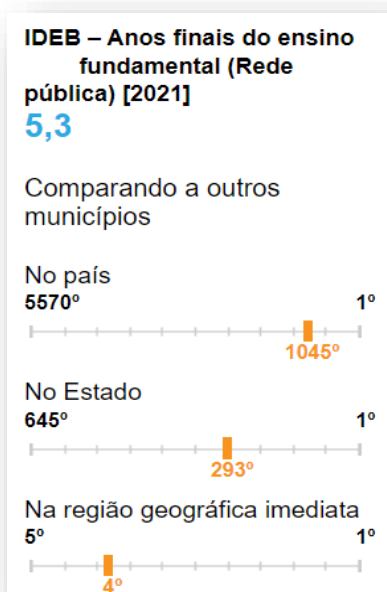 IDEB – Anos finais do ensino
fundamental (Rede
pública) [2021]
5,3
Comparando a outros
municípios
No país
5570º 1º
1045º
No Estado
645º 1º
293º
Na região geográfica imediata
5º 1º
4º